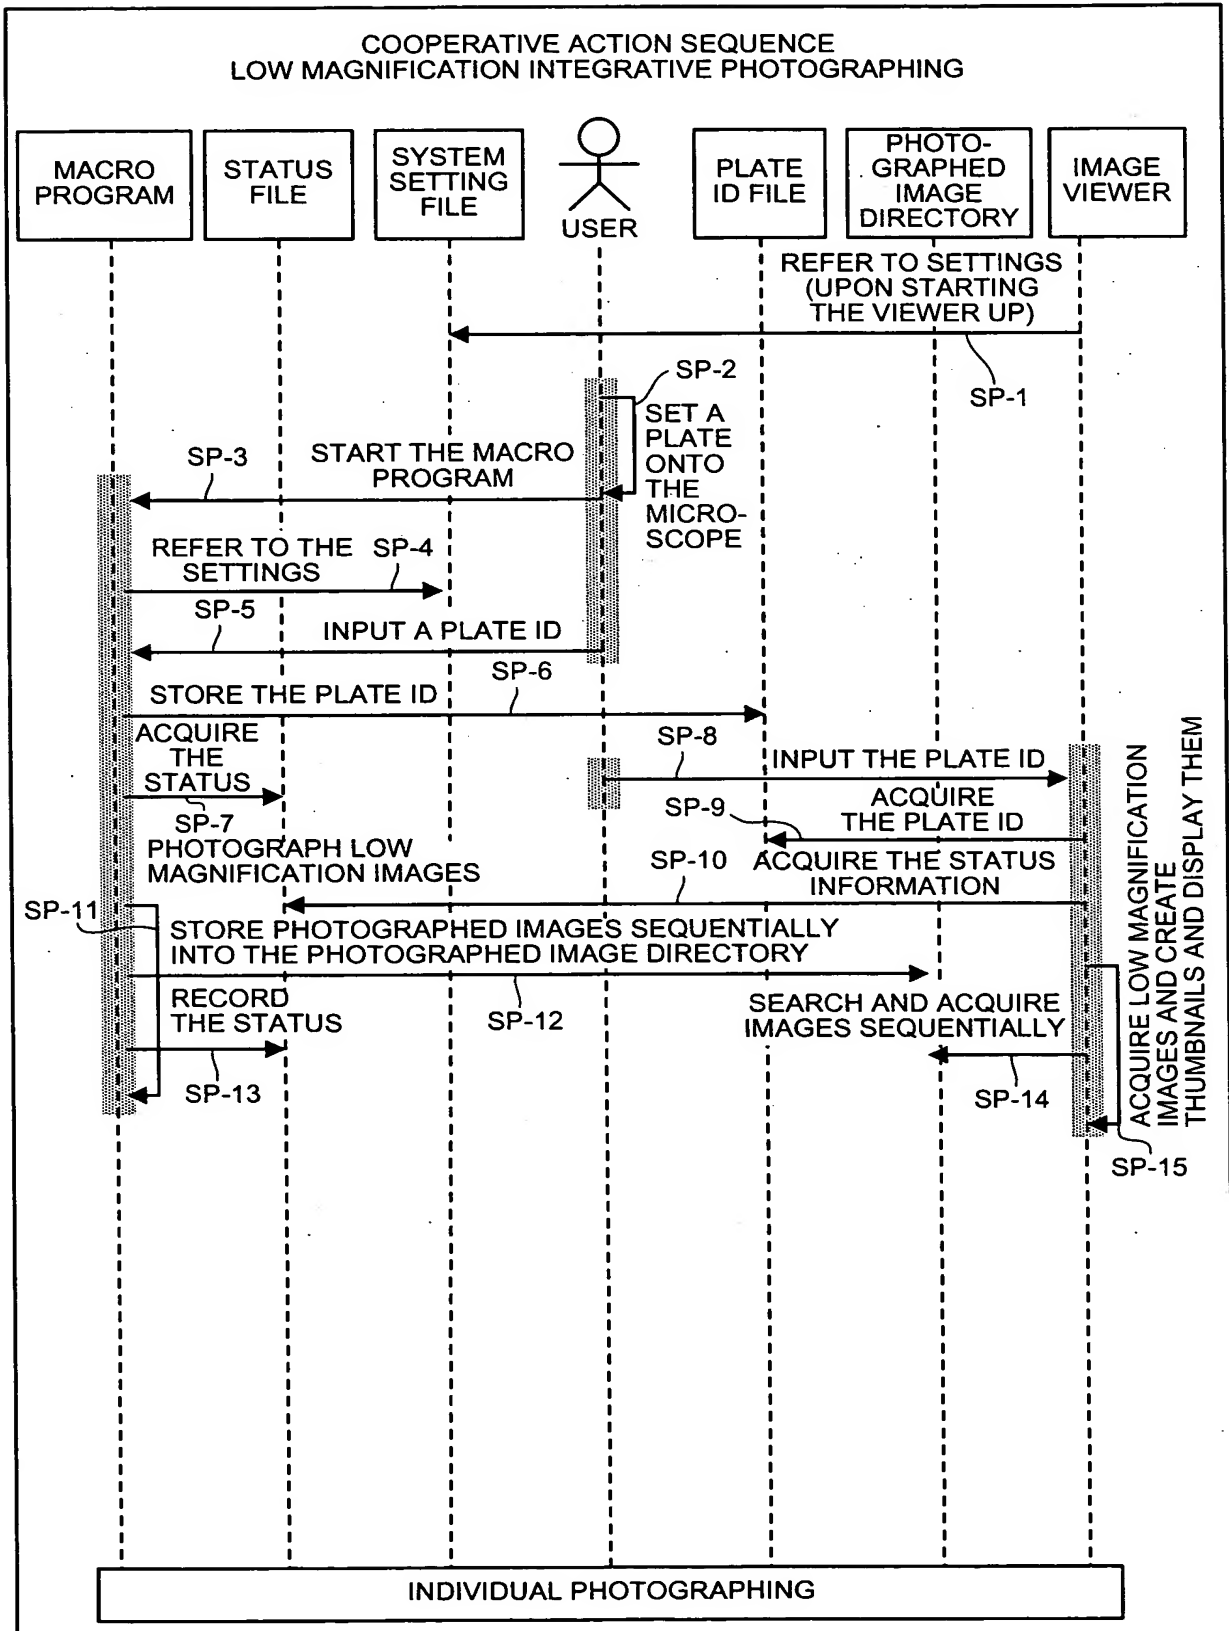 COOPERATIVE ACTION SEQUENCE
LOW MAGNIFICATION INTEGRATIVE PHOTOGRAPHING
MACRO
PROGRAM
STATUS
FILE
SYSTEM
SETTING
FILE
USER
PLATE
ID FILE
PHOTO-
GRAPHED
IMAGE
DIRECTORY
IMAGE
VIEWER
REFER TO SETTINGS
(UPON STARTING
THE VIEWER UP)
SP-1
SP-2
SET A
PLATE
ONTO
THE
MICRO-
SCOPE
SP-3
START THE MACRO
PROGRAM
REFER TO THE
SETTINGS
SP-4
SP-5
INPUT A PLATE ID
SP-6
STORE THE PLATE ID
ACQUIRE
THE
STATUS
SP-7
SP-8
INPUT THE PLATE ID
SP-9
ACQUIRE
THE PLATE ID
PHOTOGRAPH LOW
MAGNIFICATION IMAGES
SP-10
ACQUIRE THE STATUS
INFORMATION
SP-11
STORE PHOTOGRAPHED IMAGES SEQUENTIALLY
INTO THE PHOTOGRAPHED IMAGE DIRECTORY
SP-12
RECORD
THE STATUS
SP-13
SEARCH AND ACQUIRE
IMAGES SEQUENTIALLY
SP-14
ACQUIRE LOW MAGNIFICATION
IMAGES AND CREATE
THUMBNAILS AND DISPLAY THEM
SP-15
INDIVIDUAL PHOTOGRAPHING